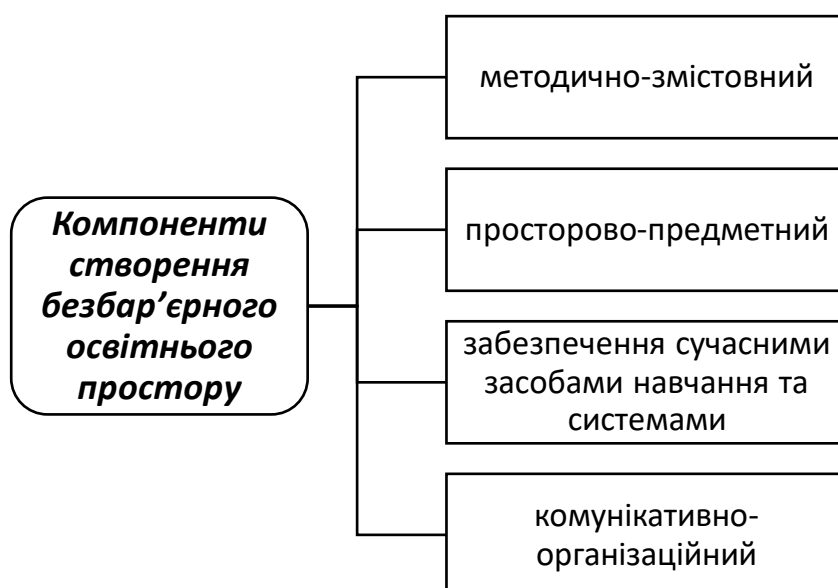 Компоненти
створення
безбар’єрного
освітнього
простору
методично-змістовний
просторово-предметний
забезпечення сучасними
засобами навчання та
системами
комунікативно-
організаційний